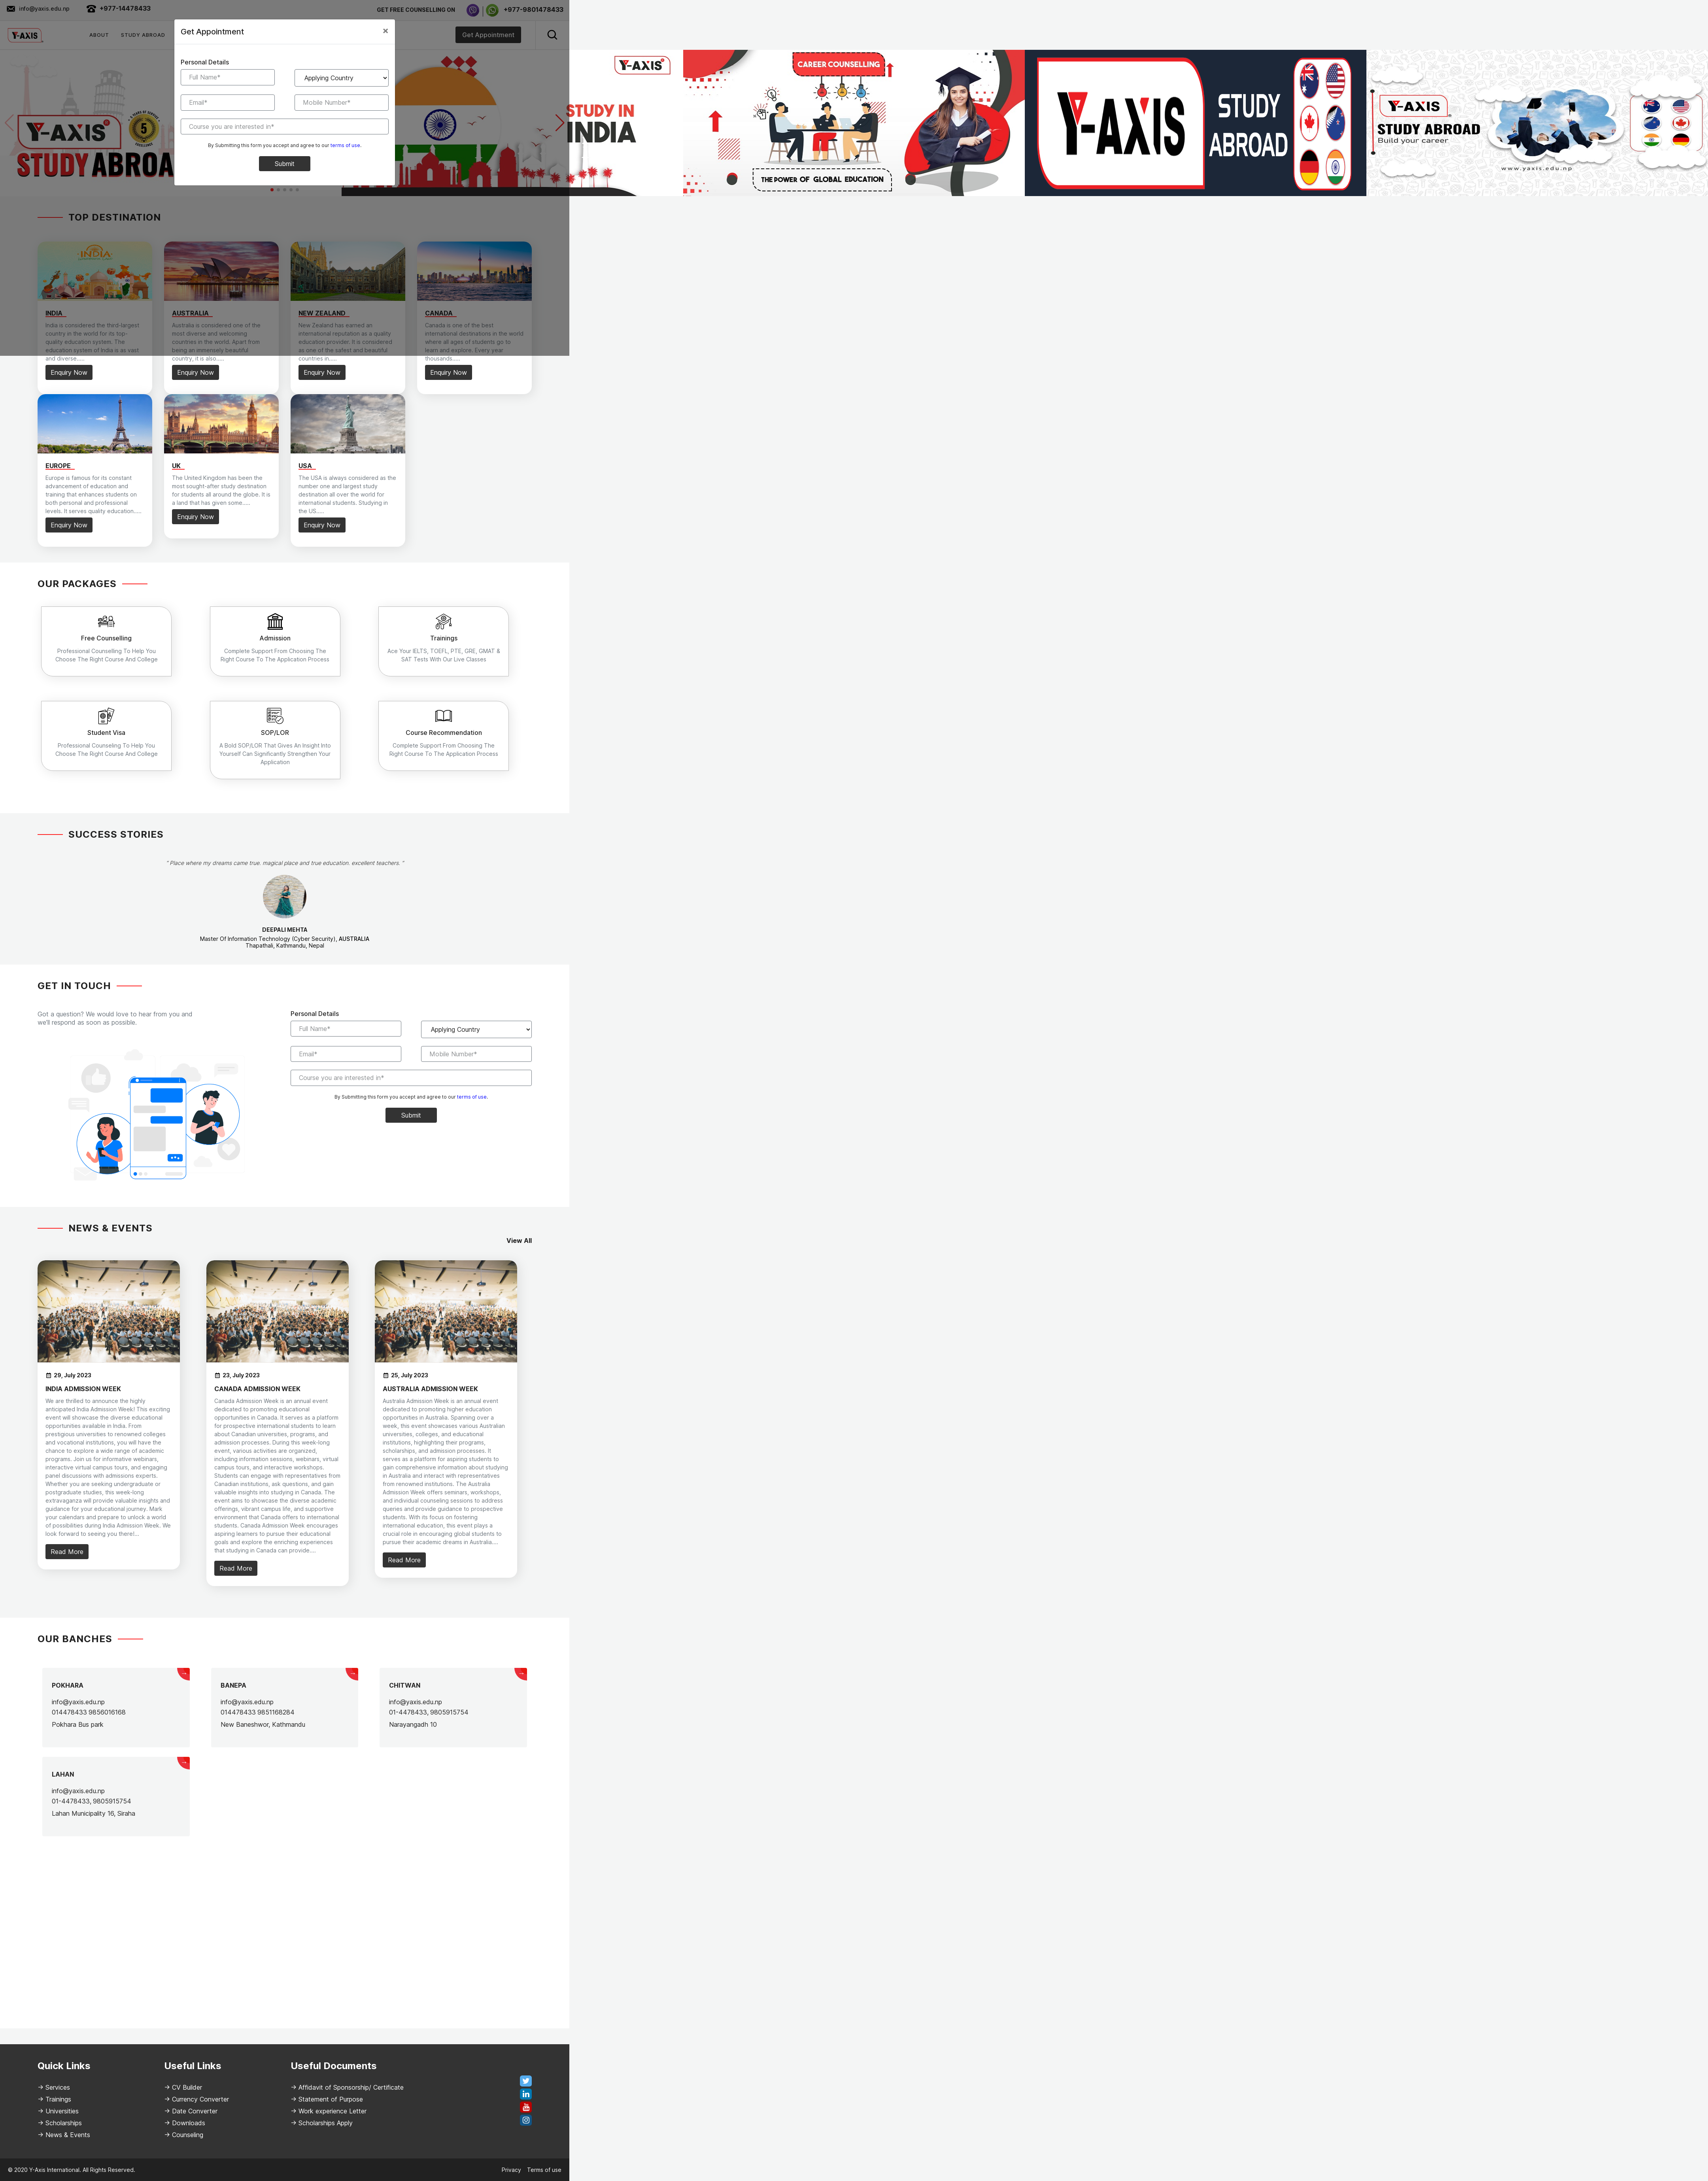 info@yaxis.edu.np
+977-14478433
GET FREE COUNSELLING ON
+977-9801478433
Y-AXIS
ABOUT
STUDY ABROAD
Get Appointment
Get Appointment
×
Personal Details
Full Name*
Applying Country
Email*
Mobile Number*
Course you are interested in*
By Submitting this form you accept and agree to our terms of use.
Submit
Y-AXIS
5
STUDY ABROAD
Y-AXIS
STUDY IN
INDIA
CAREER COUNSELLING
THE POWER OF GLOBAL EDUCATION
Y-AXIS
STUDY
ABROAD
Y-AXIS
STUDY ABROAD
Build your career
www.yaxis.edu.np
TOP DESTINATION
INDIA
INDIA
India is considered the third-largest
country in the world for its top-
quality education system. The
education system of India is as vast
and diverse.....
Enquiry Now
AUSTRALIA
Australia is considered one of the
most diverse and welcoming
countries in the world. Apart from
being an immensely beautiful
country, it is also.....
Enquiry Now
NEW ZEALAND
New Zealand has earned an
international reputation as a quality
education provider. It is considered
as one of the safest and beautiful
countries in.....
Enquiry Now
CANADA
Canada is one of the best
international destinations in the world
where all ages of students go to
learn and explore. Every year
thousands.....
Enquiry Now
EUROPE
Europe is famous for its constant
advancement of education and
training that enhances students on
both personal and professional
levels. It serves quality education.....
Enquiry Now
UK
The United Kingdom has been the
most sought-after study destination
for students all around the globe. It is
a land that has given some.....
Enquiry Now
USA
The USA is always considered as the
number one and largest study
destination all over the world for
international students. Studying in
the US.....
Enquiry Now
OUR PACKAGES
Free Counselling
Professional Counselling To Help You
Choose The Right Course And College
Admission
Complete Support From Choosing The
Right Course To The Application Process
Trainings
Ace Your IELTS, TOEFL, PTE, GRE, GMAT &
SAT Tests With Our Live Classes
Student Visa
Professional Counseling To Help You
Choose The Right Course And College
SOP/LOR
A Bold SOP/LOR That Gives An Insight Into
Yourself Can Significantly Strengthen Your
Application
Course Recommendation
Complete Support From Choosing The
Right Course To The Application Process
SUCCESS STORIES
" Place where my dreams came true. magical place and true education. excellent teachers. "
DEEPALI MEHTA
Master Of Information Technology (Cyber Security), AUSTRALIA
Thapathali, Kathmandu, Nepal
GET IN TOUCH
Got a question? We would love to hear from you and
we'll respond as soon as possible.
Personal Details
Full Name*
Applying Country
Email*
Mobile Number*
Course you are interested in*
By Submitting this form you accept and agree to our terms of use.
Submit
NEWS & EVENTS
View All
29, July 2023
INDIA ADMISSION WEEK
We are thrilled to announce the highly
anticipated India Admission Week! This exciting
event will showcase the diverse educational
opportunities available in India. From
prestigious universities to renowned colleges
and vocational institutions, you will have the
chance to explore a wide range of academic
programs. Join us for informative webinars,
interactive virtual campus tours, and engaging
panel discussions with admissions experts.
Whether you are seeking undergraduate or
postgraduate studies, this week-long
extravaganza will provide valuable insights and
guidance for your educational journey. Mark
your calendars and prepare to unlock a world
of possibilities during India Admission Week. We
look forward to seeing you there!...
Read More
23, July 2023
CANADA ADMISSION WEEK
Canada Admission Week is an annual event
dedicated to promoting educational
opportunities in Canada. It serves as a platform
for prospective international students to learn
about Canadian universities, programs, and
admission processes. During this week-long
event, various activities are organized,
including information sessions, webinars, virtual
campus tours, and interactive workshops.
Students can engage with representatives from
Canadian institutions, ask questions, and gain
valuable insights into studying in Canada. The
event aims to showcase the diverse academic
offerings, vibrant campus life, and supportive
environment that Canada offers to international
students. Canada Admission Week encourages
aspiring learners to pursue their educational
goals and explore the enriching experiences
that studying in Canada can provide....
Read More
25, July 2023
AUSTRALIA ADMISSION WEEK
Australia Admission Week is an annual event
dedicated to promoting higher education
opportunities in Australia. Spanning over a
week, this event showcases various Australian
universities, colleges, and educational
institutions, highlighting their programs,
scholarships, and admission processes. It
serves as a platform for aspiring students to
gain comprehensive information about studying
in Australia and interact with representatives
from renowned institutions. The Australia
Admission Week offers seminars, workshops,
and individual counseling sessions to address
queries and provide guidance to prospective
students. With its focus on fostering
international education, this event plays a
crucial role in encouraging global students to
pursue their academic dreams in Australia....
Read More
OUR BANCHES
POKHARA
info@yaxis.edu.np
014478433 9856016168
Pokhara Bus park
BANEPA
info@yaxis.edu.np
014478433 9851168284
New Baneshwor, Kathmandu
CHITWAN
info@yaxis.edu.np
01-4478433, 9805915754
Narayangadh 10
LAHAN
info@yaxis.edu.np
01-4478433, 9805915754
Lahan Municipality 16, Siraha
Quick Links
→ Services
→ Trainings
→ Universities
→ Scholarships
→ News & Events
Useful Links
→ CV Builder
→ Currency Converter
→ Date Converter
→ Downloads
→ Counseling
Useful Documents
→ Affidavit of Sponsorship/ Certificate
→ Statement of Purpose
→ Work experience Letter
→ Scholarships Apply
© 2020 Y-Axis International. All Rights Reserved.
Privacy
Terms of use